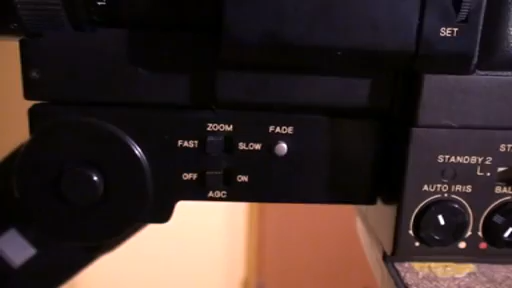 SET
ZOOM
FADE
FAST
SLOW
OFF
ON
AGC
STANDBY.2
L.
AUTO IRIS